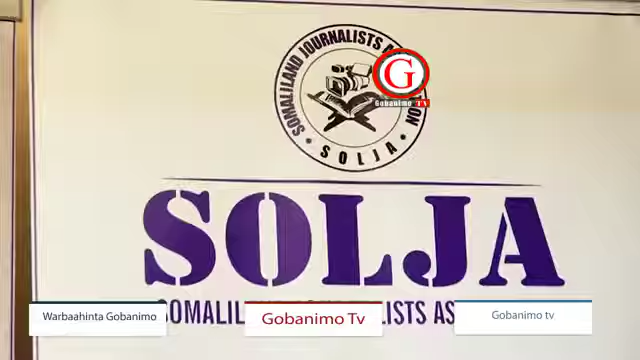 SOMALILAND JOURNALISTS
G
Gobanimo TV
• SOLJA •
SOLJA
Warbaahinta Gobanimo
Gobanimo Tv
Gobanimo tv